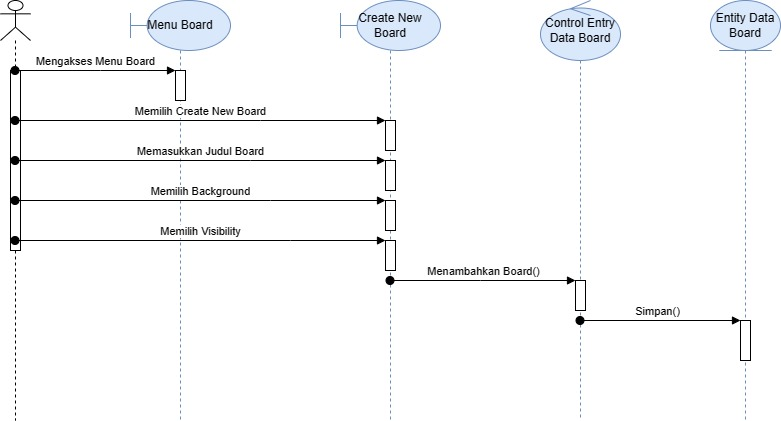 Menu Board
Create New
Board
Control Entry
Data Board
Entity Data
Board
Mengakses Menu Board
Memilih Create New Board
Memasukkan Judul Board
Memilih Background
Memilih Visibility
Menambahkan Board()
Simpan()